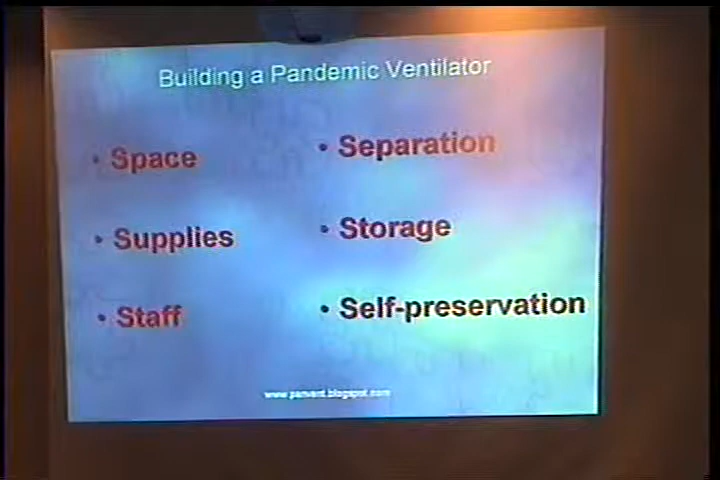 Building a Pandemic Ventilator
• Space
• Supplies
• Staff
• Separation
• Storage
• Self-preservation
www.panvent.blogspot.com